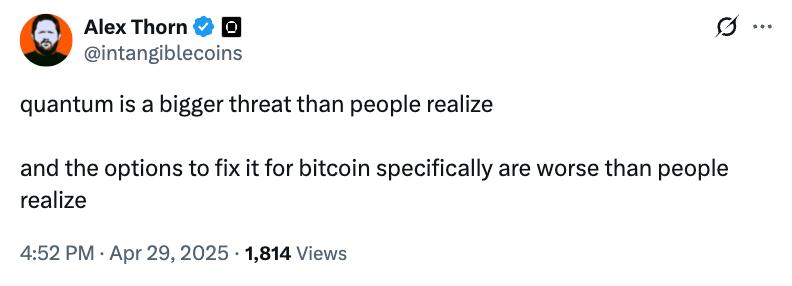 Alex Thorn
@intangiblecoins
quantum is a bigger threat than people realize
and the options to fix it for bitcoin specifically are worse than people
realize
4:52 PM · Apr 29, 2025 · 1,814 Views